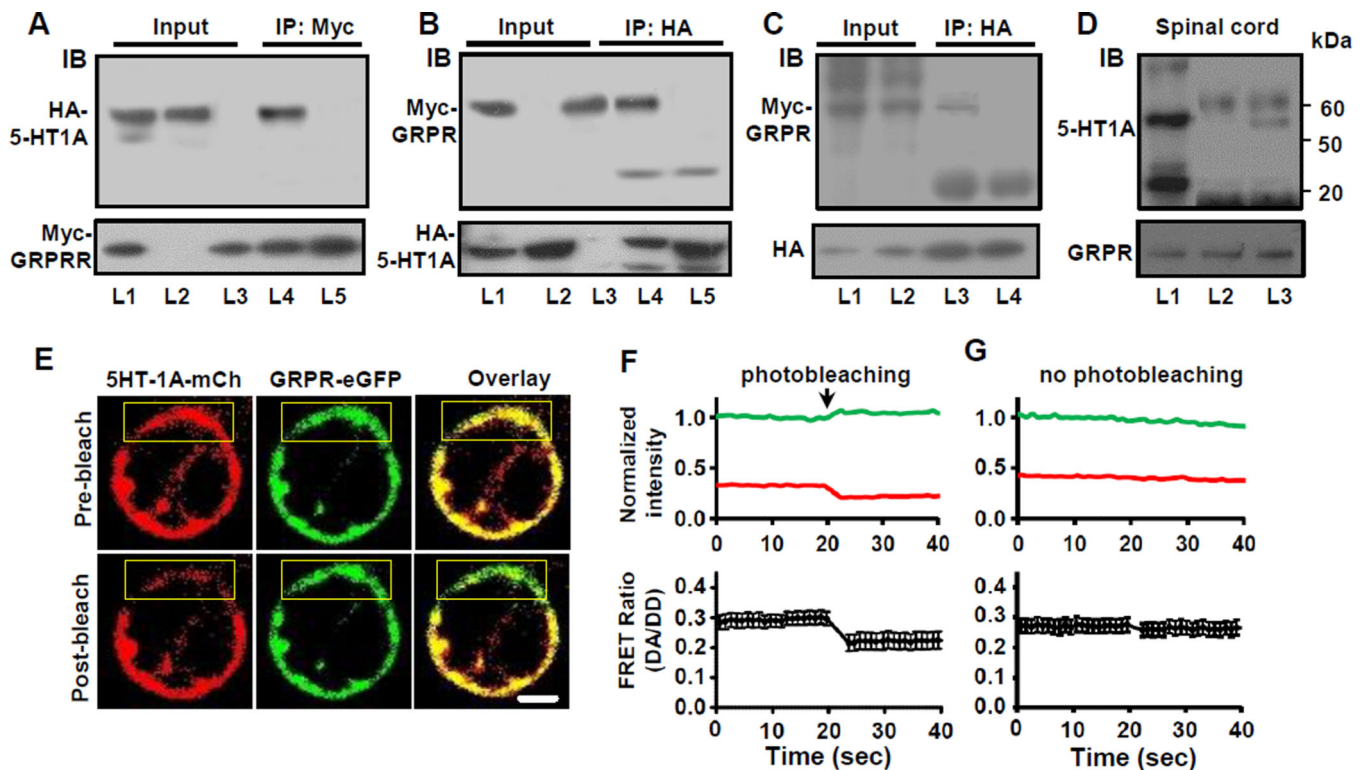 A
Input
IP: Myc
IB
HA-
5-HT1A
Myc-
GRPRR
L1 L2 L3 L4 L5
B
Input
IP: HA
IB
Myc-
GRPR
HA-
5-HT1A
L1 L2 L3 L4 L5
C
Input
IP: HA
IB
Myc-
GRPR
HA
L1 L2 L3 L4
D
Spinal cord
kDa
IB
5-HT1A
60
50
20
GRPR
L1 L2 L3
E
5HT-1A-mCh GRPR-eGFP Overlay
Pre-bleach
Post-bleach
F
photobleaching
Normalized
intensity
1.0
0.5
0.0
0 10 20 30 40
FRET Ratio
(DA/DD)
0.4
0.3
0.2
0.1
0.0
0 10 20 30 40
Time (sec)
G
no photobleaching
1.0
0.5
0.0
0 10 20 30 40
0.4
0.3
0.2
0.1
0.0
0 10 20 30 40
Time (sec)